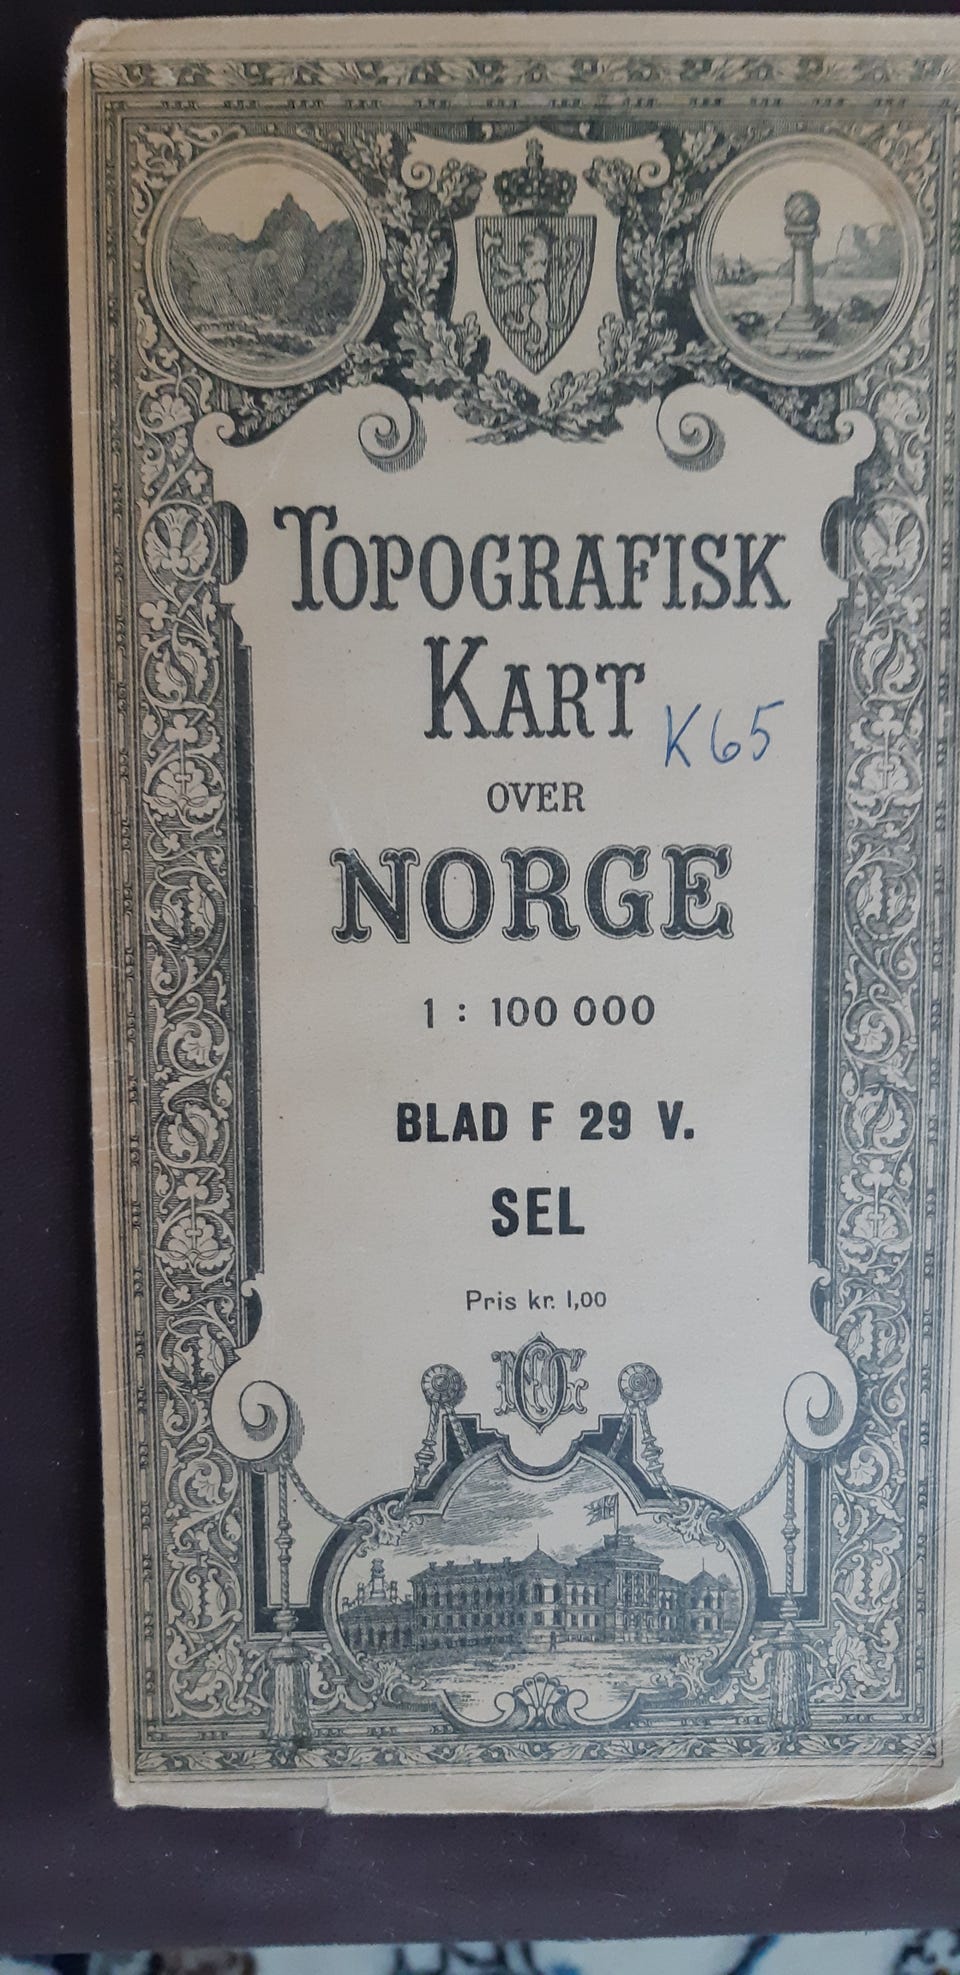 TOPOGRAFISK
KART
K65
OVER
NORGE
1 : 100 000
BLAD F 29 V.
SEL
Pris kr. 1,00